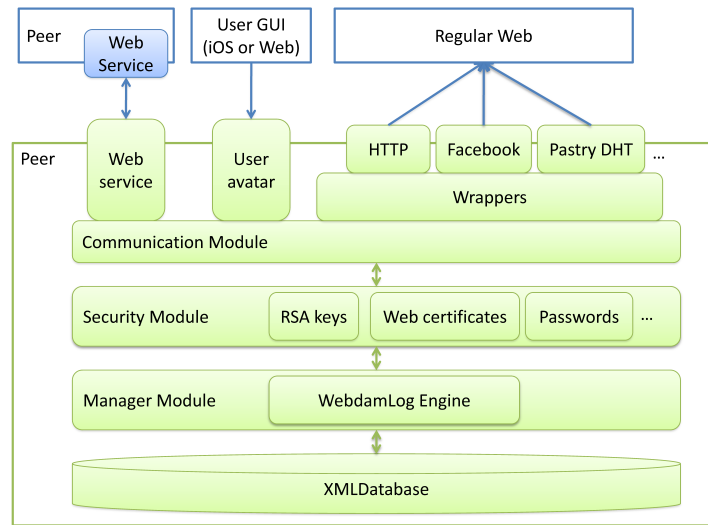 Peer
Web
Service
User GUI
(iOS or Web)
Regular Web
Peer
Web
service
User
avatar
HTTP
Facebook
Pastry DHT
...
Wrappers
Communication Module
Security Module
RSA keys
Web certificates
Passwords
...
Manager Module
WebdamLog Engine
XMLDatabase